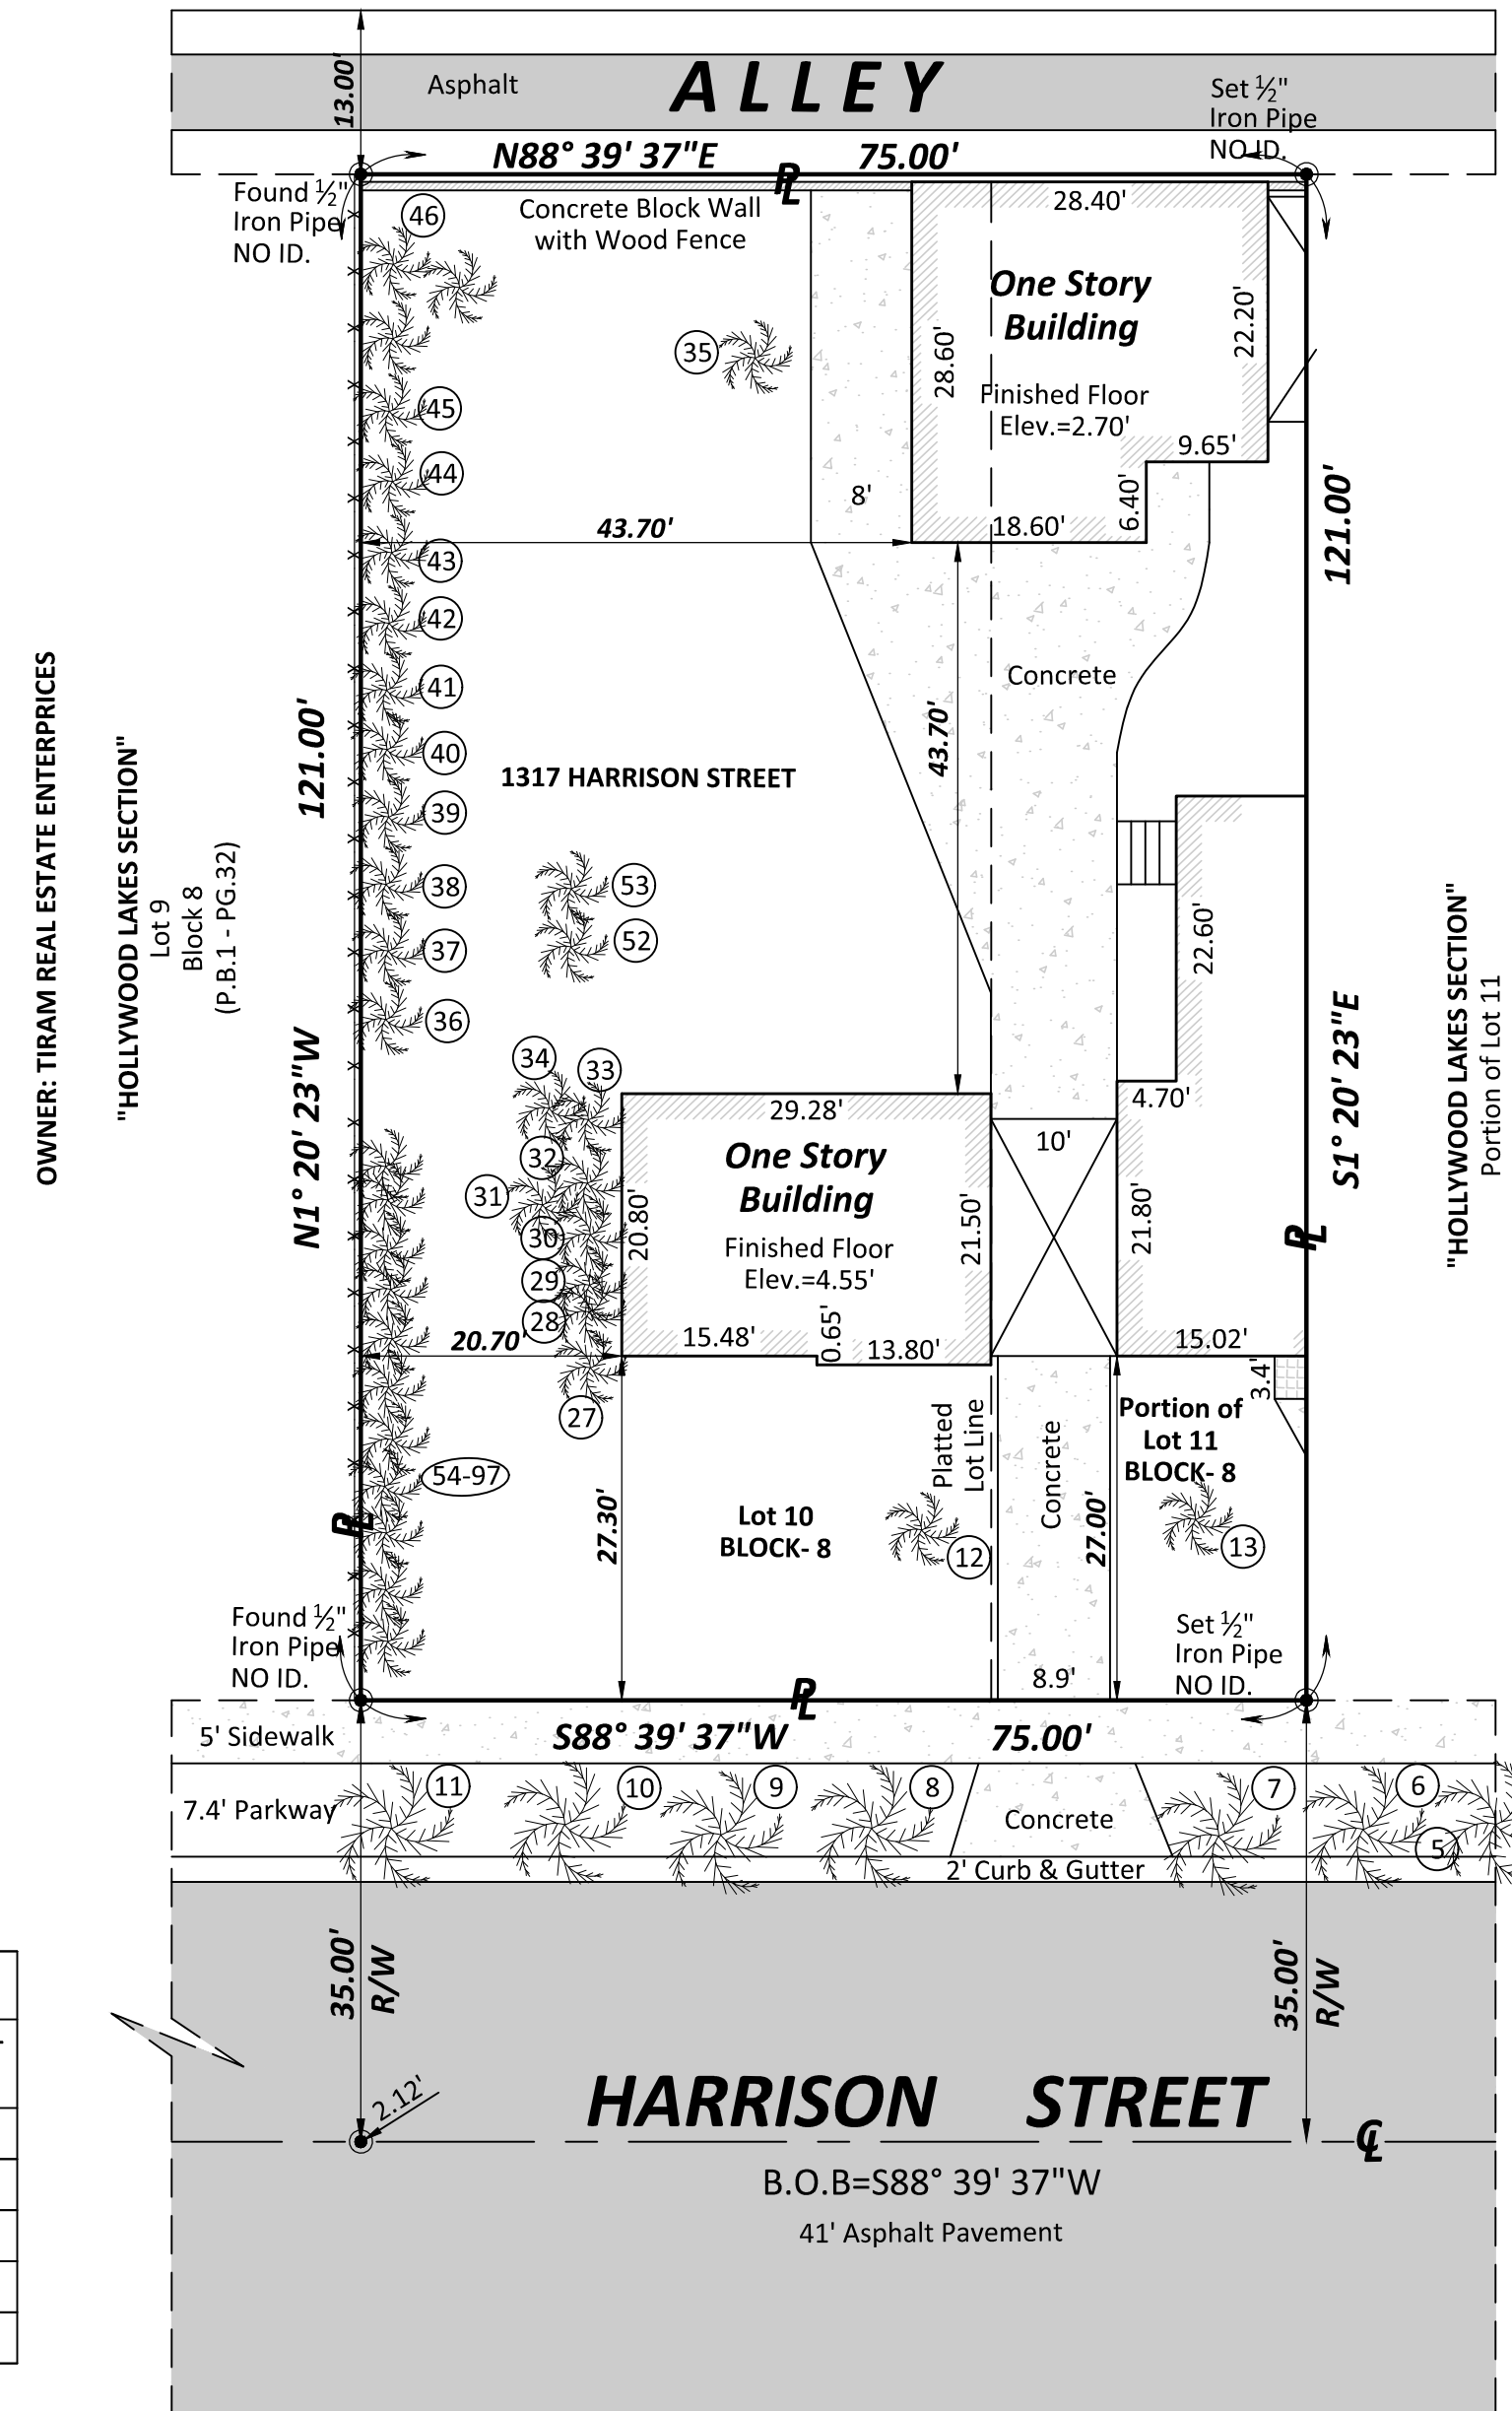 13.00'
Asphalt
ALLEY
Set ½"
Iron Pipe
NO ID.
N88° 39' 37"E
75.00'
PL
Found ½"
Iron Pipe
NO ID.
46
Concrete Block Wall
with Wood Fence
28.40'
One Story
Building
22.20'
28.60'
35
Finished Floor
Elev.=2.70'
45
9.65'
44
8'
6.40'
121.00'
43.70'
18.60'
43
42
Concrete
41
43.70'
121.00'
40
1317 HARRISON STREET
39
38
53
37
52
22.60'
36
OWNER: TIRAM REAL ESTATE ENTERPRICES
"HOLLYWOOD LAKES SECTION"
Lot 9
Block 8
(P.B.1 - PG.32)
N1° 20' 23"W
S1° 20' 23"E
"HOLLYWOOD LAKES SECTION"
Portion of Lot 11
34
33
29.28'
4.70'
10'
32
One Story
Building
31
20.80'
21.50'
21.80'
30
Finished Floor
Elev.=4.55'
PL
29
28
20.70'
15.48'
0.65'
13.80'
15.02'
3.4'
27
Platted
Lot Line
Concrete
Portion of
Lot 11
BLOCK- 8
54-97
PL
27.30'
Lot 10
BLOCK- 8
12
27.00'
13
Found ½"
Iron Pipe
NO ID.
Set ½"
Iron Pipe
NO ID.
8.9'
PL
5' Sidewalk
S88° 39' 37"W
75.00'
7.4' Parkway
11
10
9
8
Concrete
7
6
5
2' Curb & Gutter
35.00'
R/W
35.00'
R/W
2.12'
HARRISON STREET
CL
B.O.B=S88° 39' 37"W
41' Asphalt Pavement